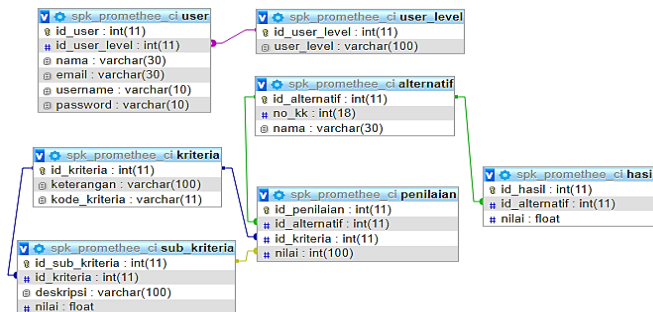 spk_promethee_ci user
id_user : int(11)
id_user_level : int(11)
nama : varchar(30)
email : varchar(30)
username : varchar(10)
password : varchar(10)
spk_promethee_ci user_level
id_user_level : int(11)
user_level : varchar(100)
spk_promethee_ci alternatif
id_alternatif : int(11)
no_kk : int(18)
nama : varchar(30)
spk_promethee_ci kriteria
id_kriteria : int(11)
keterangan : varchar(100)
kode_kriteria : varchar(11)
spk_promethee_ci penilaian
id_penilaian : int(11)
id_alternatif : int(11)
id_kriteria : int(11)
nilai : int(100)
spk_promethee_ci hasi
id_hasil : int(11)
id_alternatif : int(11)
nilai : float
spk_promethee_ci sub_kriteria
id_sub_kriteria : int(11)
id_kriteria : int(11)
deskripsi : varchar(100)
nilai : float